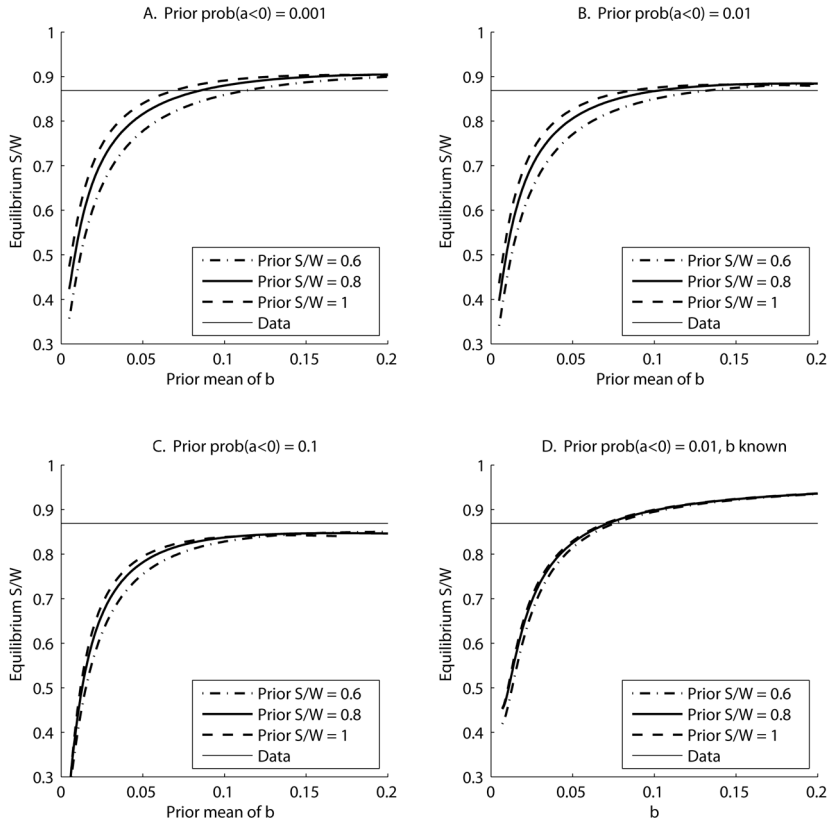 A. Prior prob(a<0) = 0.001
1
0.9
0.8
0.7
0.6
0.5
0.4
0.3
Equilibrium S/W
Prior S/W = 0.6
Prior S/W = 0.8
Prior S/W = 1
Data
0 0.05 0.1 0.15 0.2
Prior mean of b
B. Prior prob(a<0) = 0.01
1
0.9
0.8
0.7
0.6
0.5
0.4
0.3
Equilibrium S/W
Prior S/W = 0.6
Prior S/W = 0.8
Prior S/W = 1
Data
0 0.05 0.1 0.15 0.2
Prior mean of b
C. Prior prob(a<0) = 0.1
1
0.9
0.8
0.7
0.6
0.5
0.4
0.3
Equilibrium S/W
Prior S/W = 0.6
Prior S/W = 0.8
Prior S/W = 1
Data
0 0.05 0.1 0.15 0.2
Prior mean of b
D. Prior prob(a<0) = 0.01, b known
1
0.9
0.8
0.7
0.6
0.5
0.4
0.3
Equilibrium S/W
Prior S/W = 0.6
Prior S/W = 0.8
Prior S/W = 1
Data
0 0.05 0.1 0.15 0.2
b